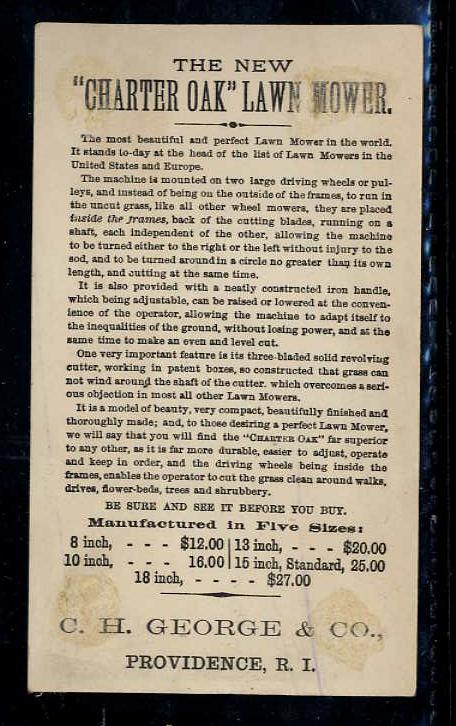 THE NEW
"CHARTER OAK" LAWN MOWER.
The most beautiful and perfect Lawn Mower in the world.
It stands to-day at the head of the list of Lawn Mowers in the
United States and Europe.
The machine is mounted on two large driving wheels or pul-
leys, and instead of being on the outside of the frames, to run in
the uncut grass, like all other wheel mowers, they are placed
inside the frames, back of the cutting blades, running on a
shaft, each independent of the other, allowing the machine
to be turned either to the right or the left without injury to the
sod, and to be turned around in a circle no greater than its own
length, and cutting at the same time.
It is also provided with a neatly constructed iron handle,
which being adjustable, can be raised or lowered at the conven-
ience of the operator, allowing the machine to adapt itself to
the inequalities of the ground, without losing power, and at the
same time to make an even and level cut.
One very important feature is its three-bladed solid revolving
cutter, working in patent boxes, so constructed that grass can
not wind around the shaft of the cutter. which overcomes a seri-
ous objection in most all other Lawn Mowers.
It is a model of beauty, very compact, beautifully finished and
thoroughly made; and, to those desiring a perfect Lawn Mower,
we will say that you will find the "CHARTER OAK" far superior
to any other, as it is far more durable, easier to adjust, operate
and keep in order, and the driving wheels being inside the
frames, enables the operator to cut the grass clean around walks,
drives, flower-beds, trees and shrubbery.
BE SURE AND SEE IT BEFORE YOU BUY.
Manufactured in Five Sizes:
8 inch, - - - $12.00 | 13 inch, - - - $20.00
10 inch, - - - 16.00 | 15 inch, Standard, 25.00
18 inch, - - - - $27.00
C. H. GEORGE & CO.,
PROVIDENCE, R. I.